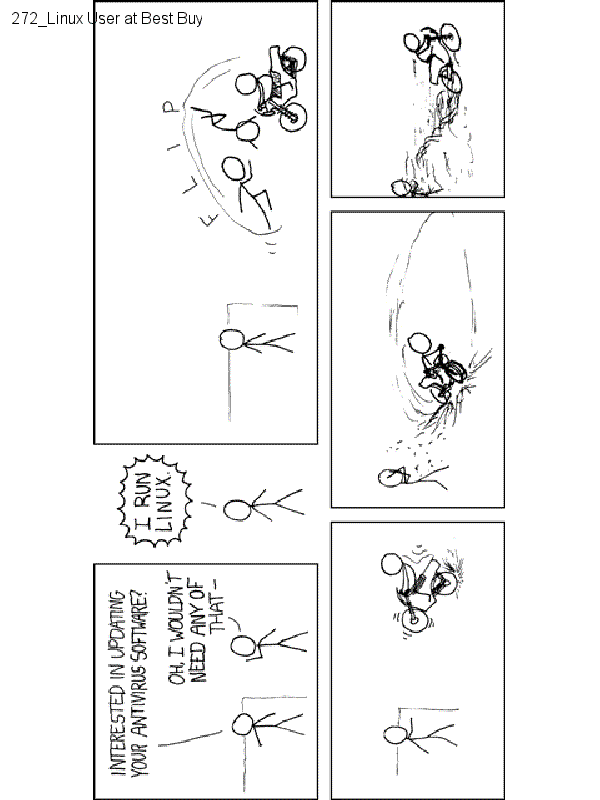 272_Linux User at Best Buy
INTERESTED IN UPDATING
YOUR ANTIVIRUS SOFTWARE?
OH, I WOULDN'T
NEED ANY OF
THAT–
I RUN
LINUX.
FLIP